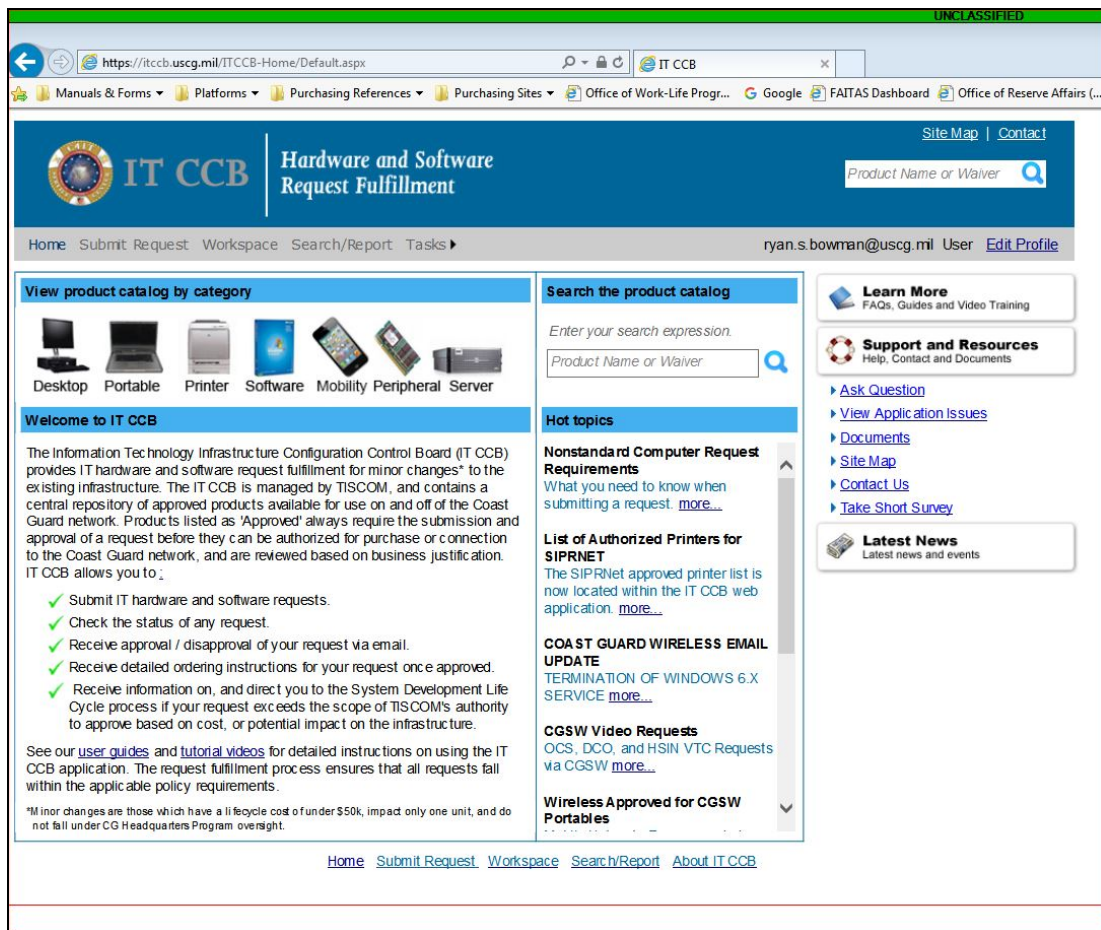 UNCLASSIFIED
https://itccb.uscg.mil/ITCCB-Home/Default.aspx
IT CCB
Manuals & Forms
Platforms
Purchasing References
Purchasing Sites
Office of Work-Life Progr...
Google
FAITAS Dashboard
Office of Reserve Affairs (...
Site Map | Contact
IT CCB
Hardware and Software
Request Fulfillment
Product Name or Waiver
Home Submit Request Workspace Search/Report Tasks
ryan.s.bowman@uscg.mil User Edit Profile
View product catalog by category
Desktop Portable Printer Software Mobility Peripheral Server
Search the product catalog
Enter your search expression.
Product Name or Waiver
Welcome to IT CCB
The Information Technology Infrastructure Configuration Control Board (IT CCB)
provides IT hardware and software request fulfillment for minor changes* to the
existing infrastructure. The IT CCB is managed by TISCOM, and contains a
central repository of approved products available for use on and off of the Coast
Guard network. Products listed as 'Approved' always require the submission and
approval of a request before they can be authorized for purchase or connection
to the Coast Guard network, and are reviewed based on business justification.
IT CCB allows you to :
Submit IT hardware and software requests.
Check the status of any request.
Receive approval / disapproval of your request via email.
Receive detailed ordering instructions for your request once approved.
Receive information on, and direct you to the System Development Life
Cycle process if your request exceeds the scope of TISCOM's authority
to approve based on cost, or potential impact on the infrastructure.
See our user guides and tutorial videos for detailed instructions on using the IT
CCB application. The request fulfillment process ensures that all requests fall
within the applicable policy requirements.
*Minor changes are those which have a lifecycle cost of under $50k, impact only one unit, and do
not fall under CG Headquarters Program oversight.
Hot topics
Nonstandard Computer Request
Requirements
What you need to know when
submitting a request. more...
List of Authorized Printers for
SIPRNET
The SIPRNet approved printer list is
now located within the IT CCB web
application. more...
COAST GUARD WIRELESS EMAIL
UPDATE
TERMINATION OF WINDOWS 6.X
SERVICE more...
CGSW Video Requests
OCS, DCO, and HSIN VTC Requests
via CGSW more...
Wireless Approved for CGSW
Portables
Learn More
FAQs, Guides and Video Training
Support and Resources
Help, Contact and Documents
Ask Question
View Application Issues
Documents
Site Map
Contact Us
Take Short Survey
Latest News
Latest news and events
Home Submit Request Workspace Search/Report About IT CCB